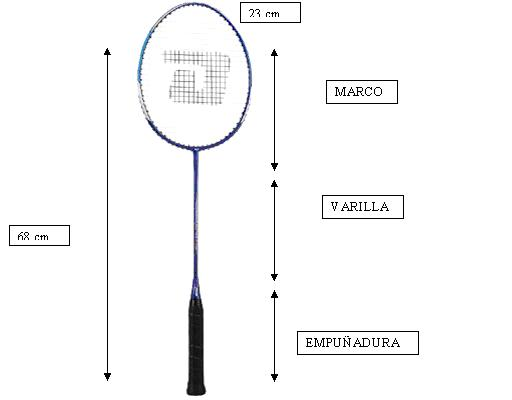 23 cm
MARCO
VARILLA
68 cm
EMPUÑADURA